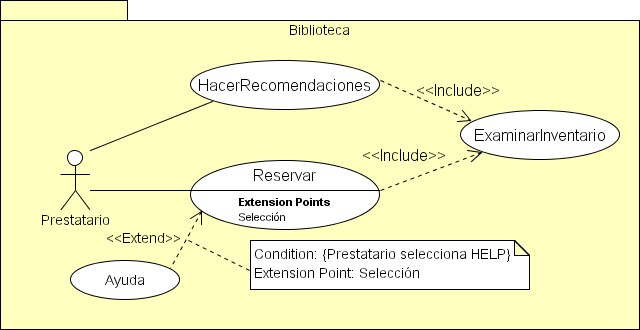 Biblioteca
HacerRecomendaciones
<<Include>>
ExaminarInventario
<<Include>>
Reservar
Extension Points
Selección
Prestatario
<<Extend>>
Condition: {Prestatario selecciona HELP}
Extension Point: Selección
Ayuda